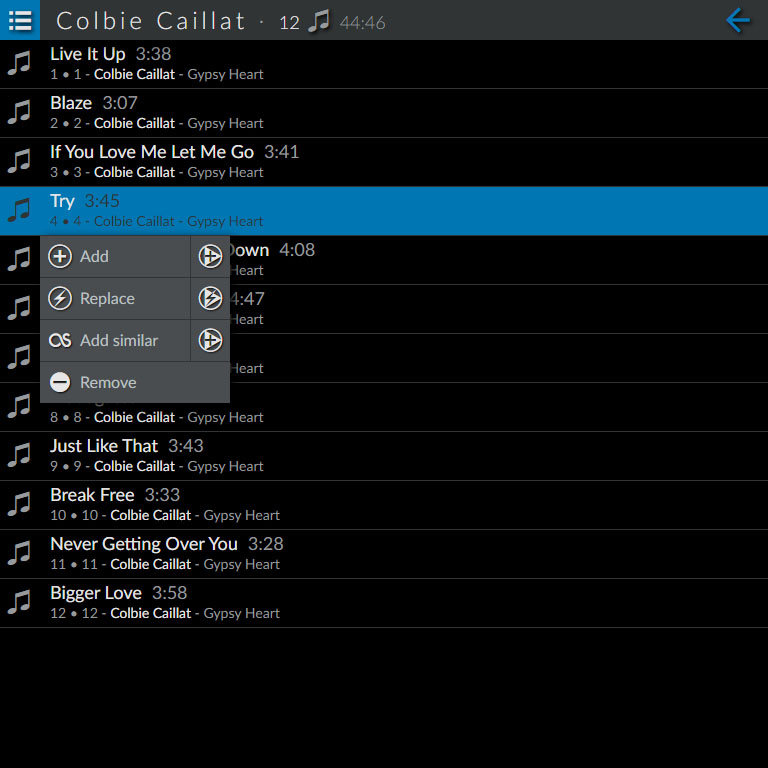 Colbie Caillat · 12 44:46
Live It Up 3:38
1 • 1 - Colbie Caillat - Gypsy Heart
Blaze 3:07
2 • 2 - Colbie Caillat - Gypsy Heart
If You Love Me Let Me Go 3:41
3 • 3 - Colbie Caillat - Gypsy Heart
Try 3:45
4 • 4 - Colbie Caillat - Gypsy Heart
Down 4:08
Add
Heart
Replace
4:47
Heart
Add similar
Heart
Remove
8 • 8 - Colbie Caillat - Gypsy Heart
Just Like That 3:43
9 • 9 - Colbie Caillat - Gypsy Heart
Break Free 3:33
10 • 10 - Colbie Caillat - Gypsy Heart
Never Getting Over You 3:28
11 • 11 - Colbie Caillat - Gypsy Heart
Bigger Love 3:58
12 • 12 - Colbie Caillat - Gypsy Heart